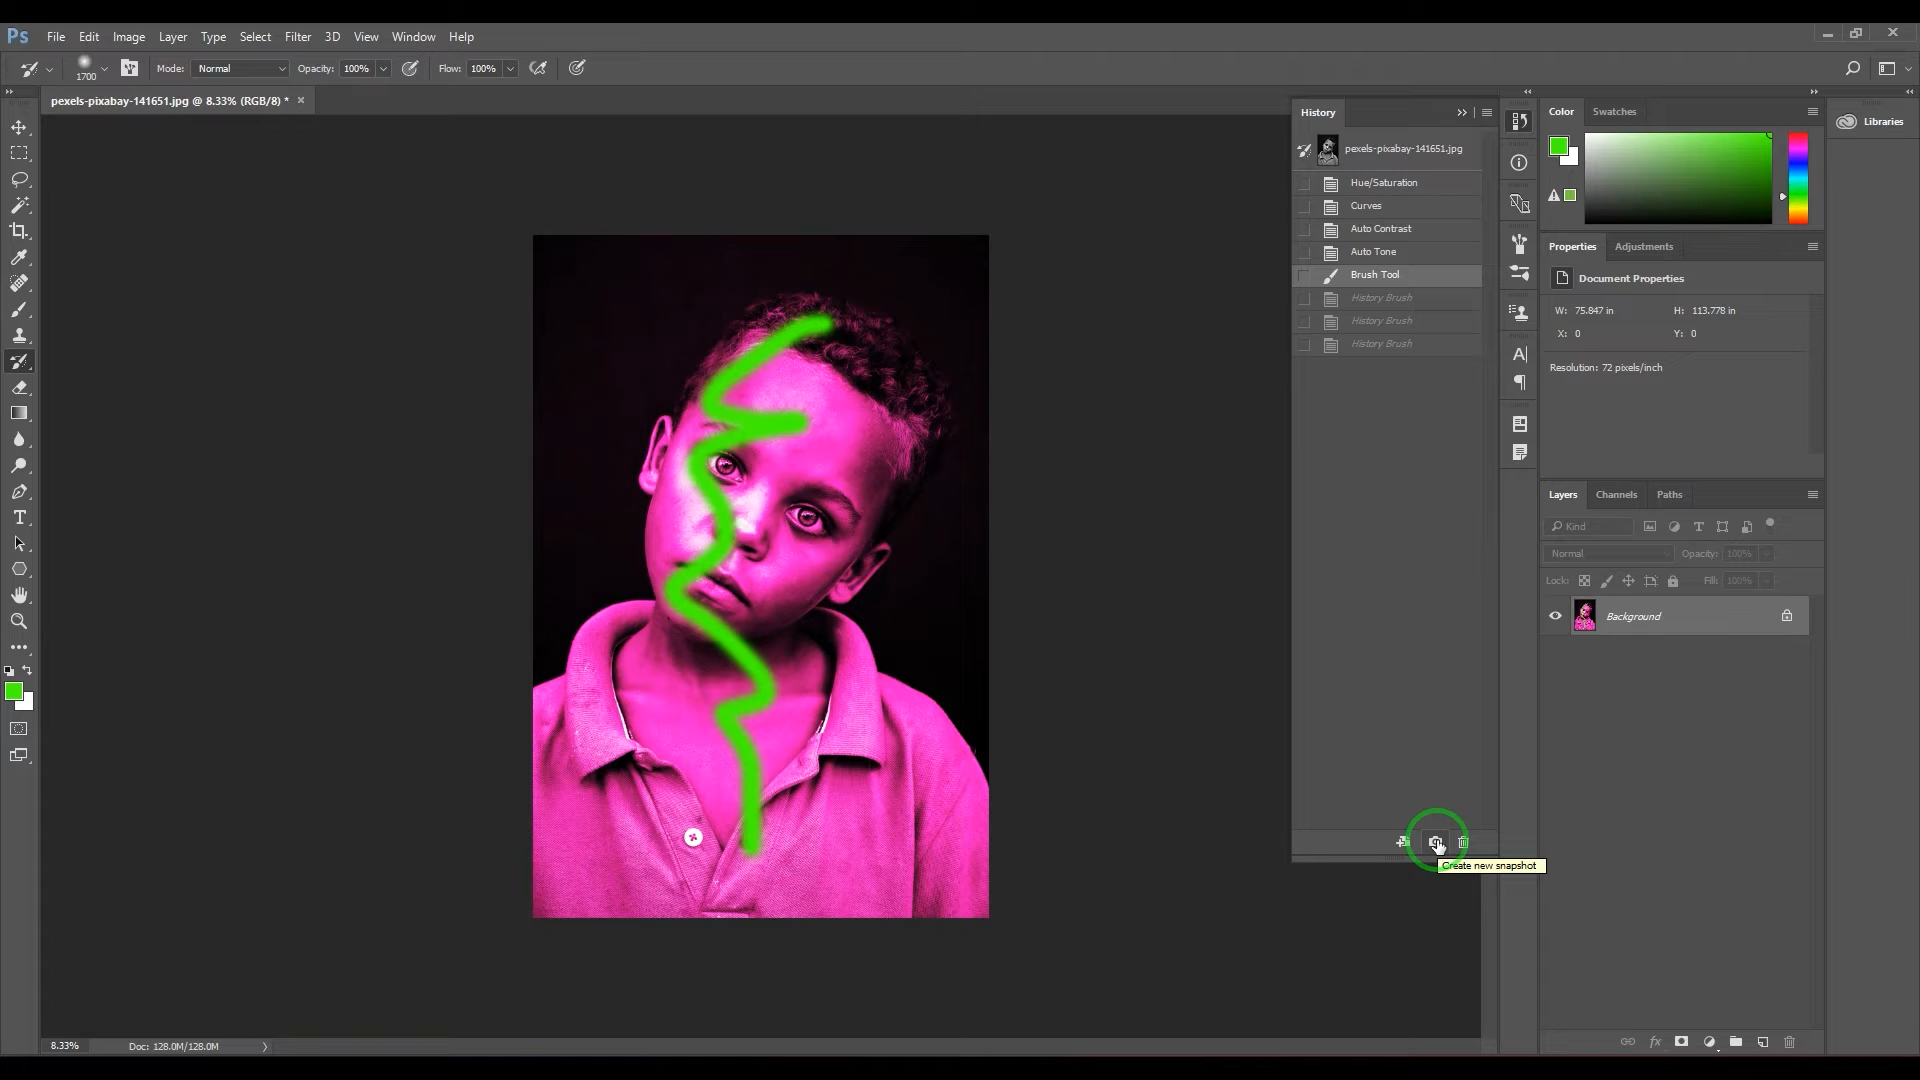 Ps File Edit Image Layer Type Select Filter 3D View Window Help
1700 Mode: Normal Opacity: 100% Flow: 100%
pexels-pixabay-141651.jpg @ 8.33% (RGB/8) * ×
History
pexels-pixabay-141651.jpg
Hue/Saturation
Curves
Auto Contrast
Auto Tone
Brush Tool
History Brush
History Brush
History Brush
Create new snapshot
Color Swatches
Libraries
Properties Adjustments
Document Properties
W: 75.847 in H: 113.778 in
X: 0 Y: 0
Resolution: 72 pixels/inch
Layers Channels Paths
Kind
Normal Opacity: 100%
Lock: Fill: 100%
Background
fx
8.33% Doc: 128.0M/128.0M